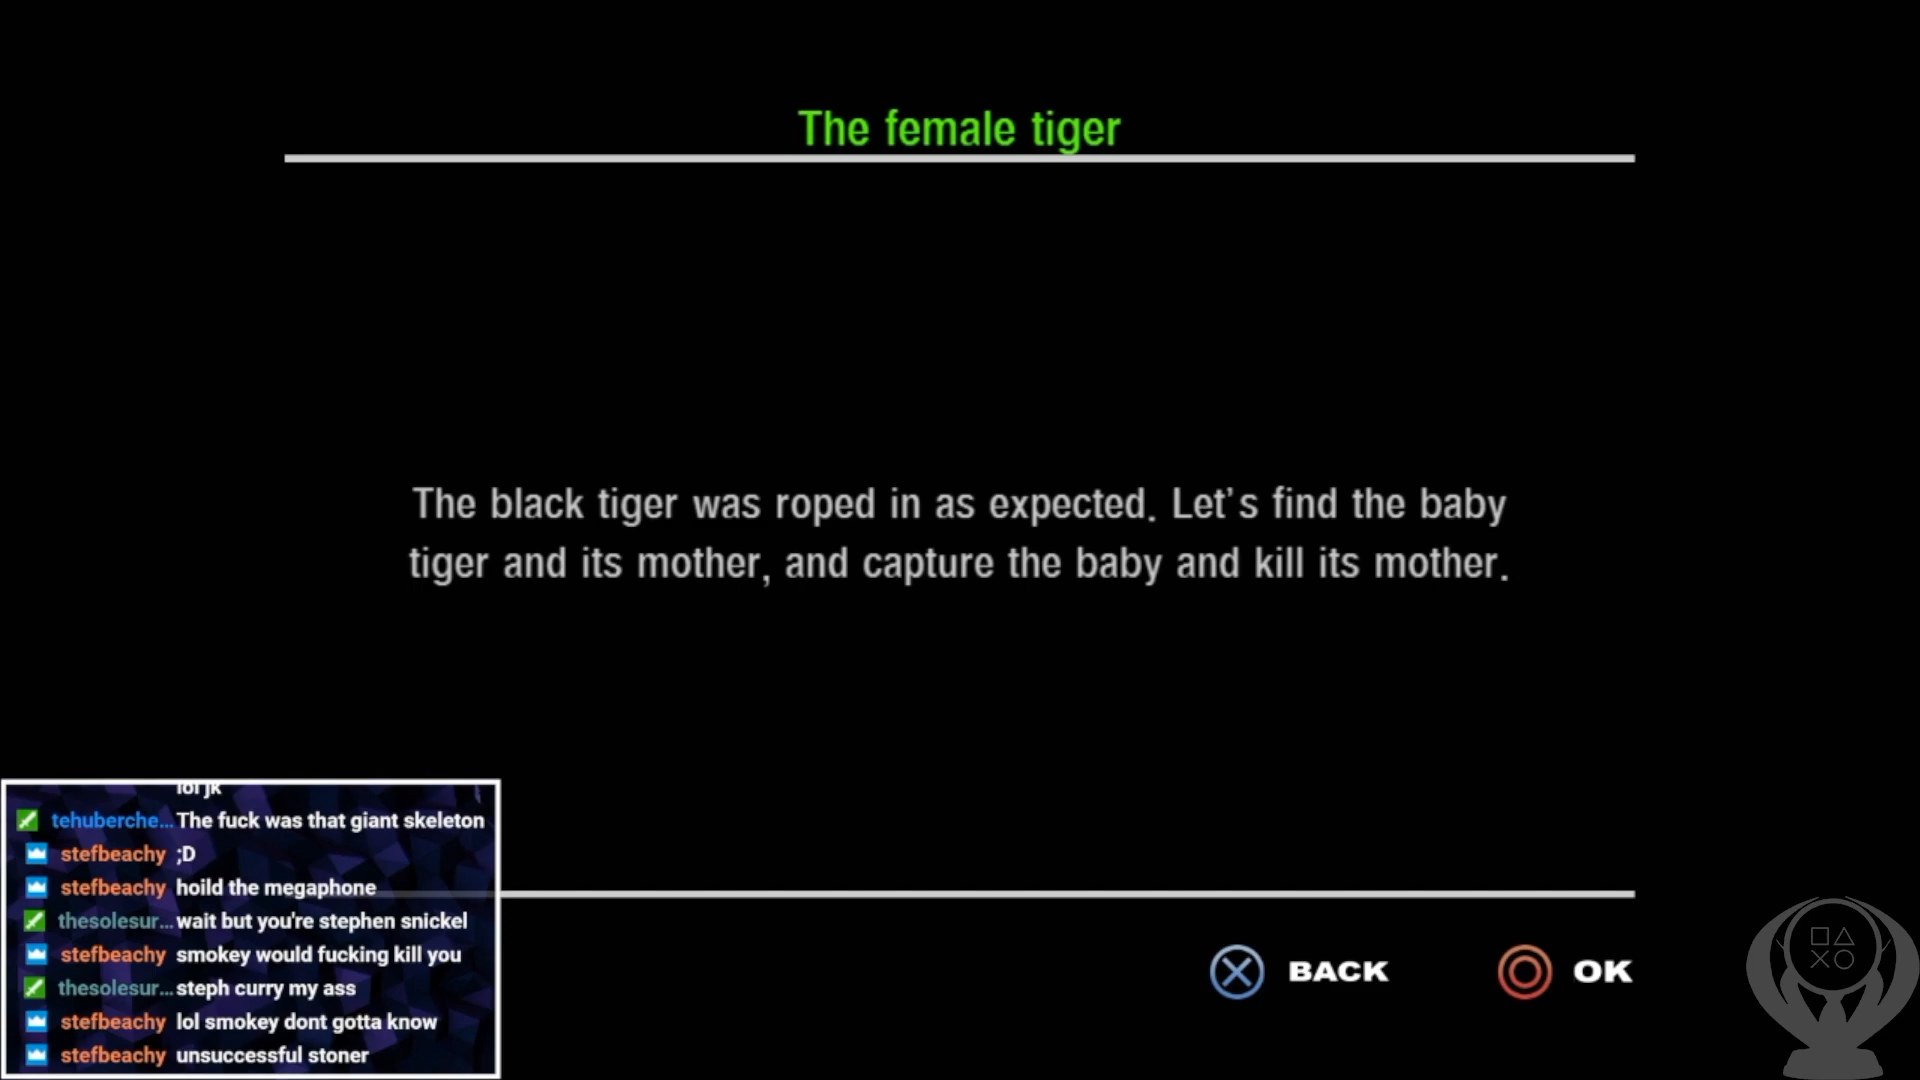 The female tiger
The black tiger was roped in as expected. Let's find the baby
tiger and its mother, and capture the baby and kill its mother.
lol jk
tehuberche... The fuck was that giant skeleton
stefbeachy ;D
stefbeachy hoild the megaphone
thesolesur... wait but you're stephen snickel
stefbeachy smokey would fucking kill you
thesolesur... steph curry my ass
stefbeachy lol smokey dont gotta know
stefbeachy unsuccessful stoner
BACK OK